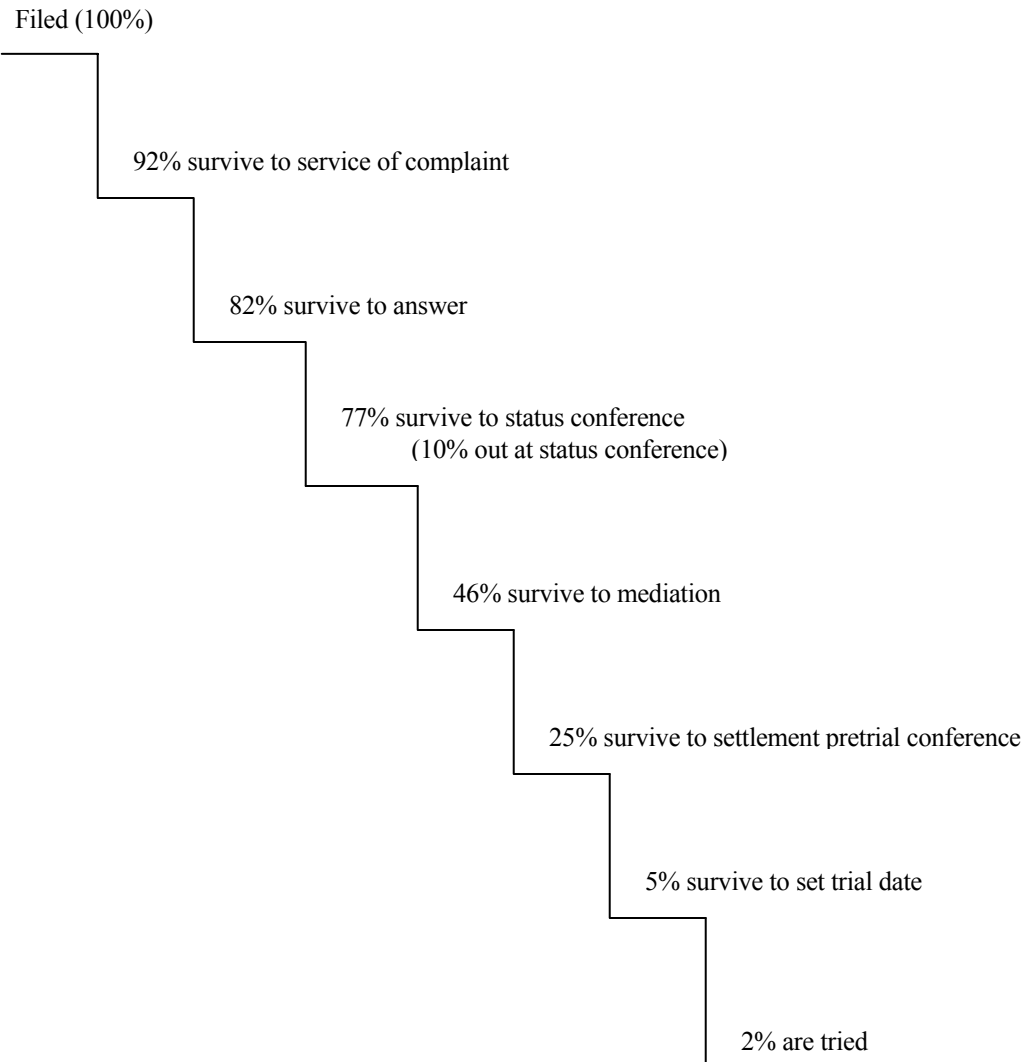 Filed (100%)
92% survive to service of complaint
82% survive to answer
77% survive to status conference
(10% out at status conference)
46% survive to mediation
25% survive to settlement pretrial conference
5% survive to set trial date
2% are tried